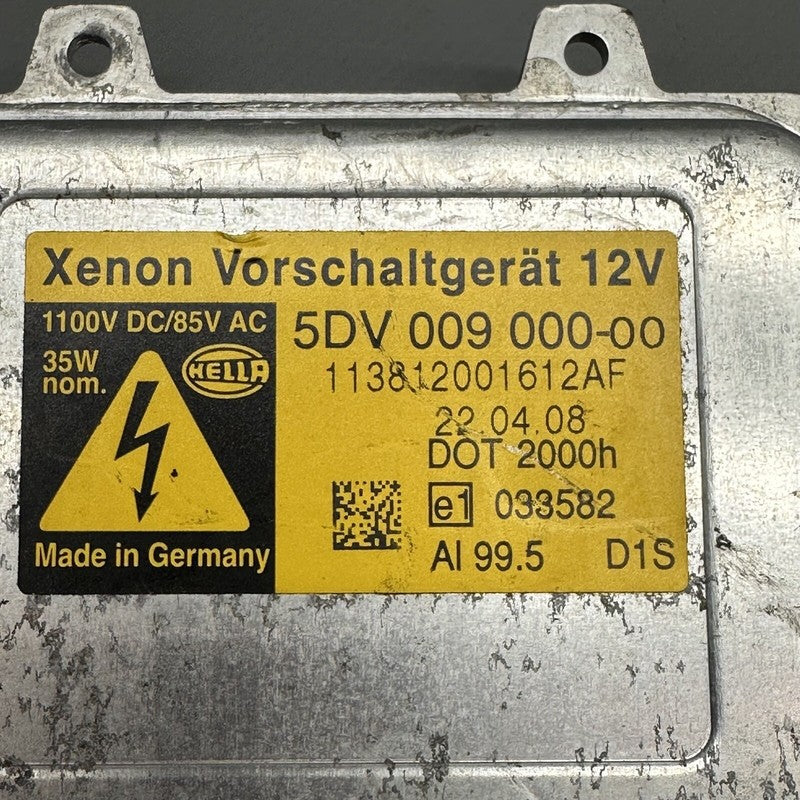 Xenon Vorschaltgerät 12V
1100V DC/85V AC
35W
nom.
HELLA
Made in Germany
5DV 009 000-00
113812001612AF
22.04.08
DOT 2000h
e1 033582
Al 99.5 D1S